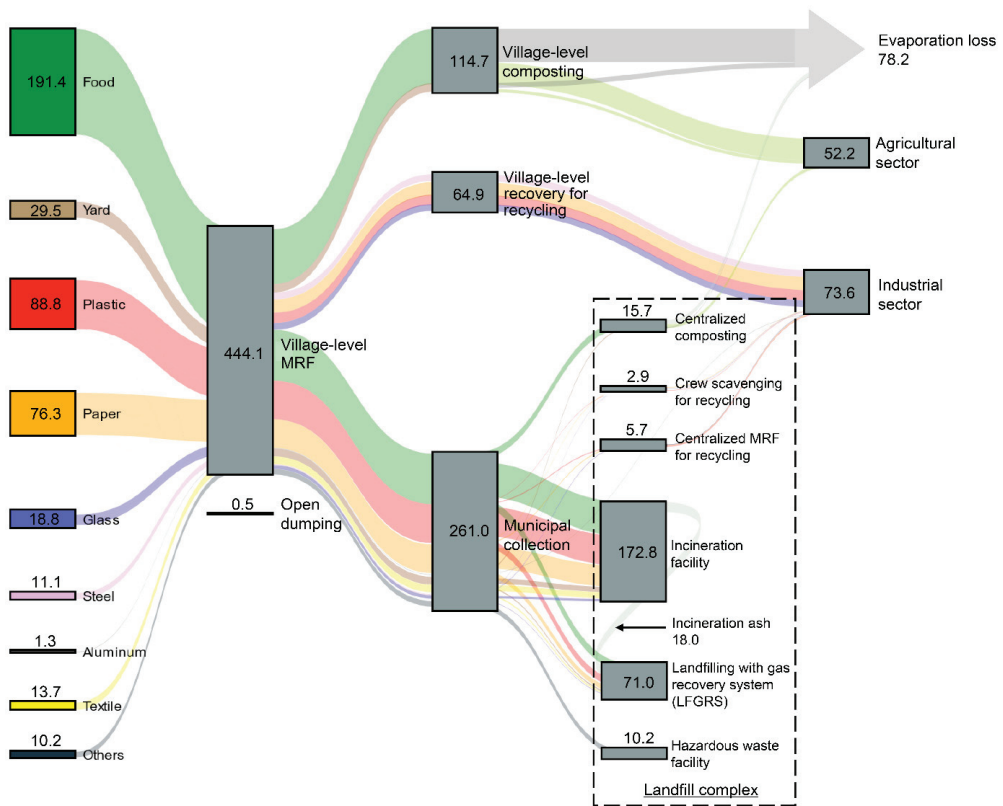 191.4
Food
29.5
Yard
88.8
Plastic
76.3
Paper
18.8
Glass
11.1
Steel
1.3
Aluminum
13.7
Textile
10.2
Others
444.1
Village-level
MRF
0.5
Open
dumping
114.7
Village-level
composting
64.9
Village-level
recovery for
recycling
261.0
Municipal
collection
Evaporation loss
78.2
52.2
Agricultural
sector
73.6
Industrial
sector
15.7
Centralized
composting
2.9
Crew scavenging
for recycling
5.7
Centralized MRF
for recycling
172.8
Incineration
facility
Incineration ash
18.0
71.0
Landfilling with gas
recovery system
(LFGRS)
10.2
Hazardous waste
facility
Landfill complex